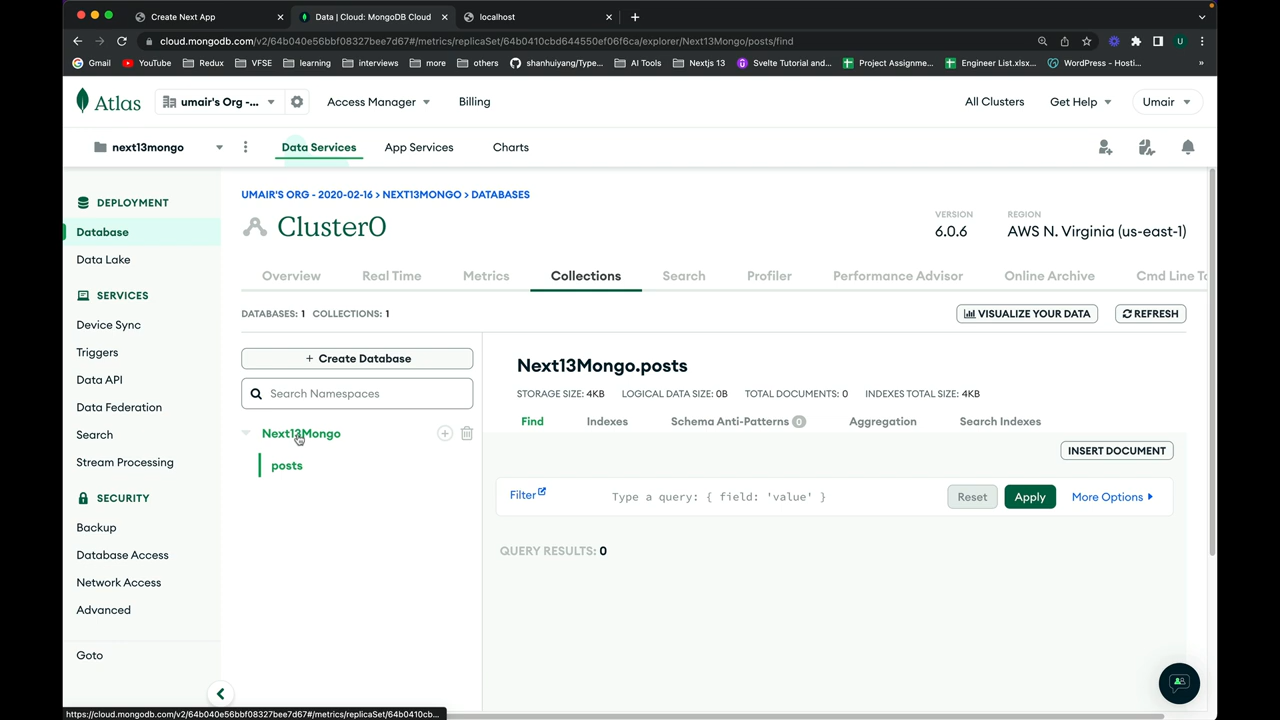 Create Next App
Data | Cloud: MongoDB Cloud
localhost
cloud.mongodb.com/v2/64b040e56bbf08327bee7d67#/metrics/replicaSet/64b0410cbd644550ef06f6ca/explorer/Next13Mongo/posts/find
U
Gmail
YouTube
Redux
VFSE
learning
interviews
more
others
shanhuiyang/Type...
AI Tools
Nextjs 13
Svelte Tutorial and...
Project Assignme...
Engineer List.xlsx...
WordPress - Hosti...
»
Atlas
umair's Org -...
Access Manager
Billing
All Clusters
Get Help
Umair
next13mongo
Data Services
App Services
Charts
DEPLOYMENT
Database
Data Lake
SERVICES
Device Sync
Triggers
Data API
Data Federation
Search
Stream Processing
SECURITY
Backup
Database Access
Network Access
Advanced
Goto
UMAIR'S ORG - 2020-02-16 > NEXT13MONGO > DATABASES
Cluster0
VERSION
6.0.6
REGION
AWS N. Virginia (us-east-1)
Overview
Real Time
Metrics
Collections
Search
Profiler
Performance Advisor
Online Archive
Cmd Line To
DATABASES: 1 COLLECTIONS: 1
VISUALIZE YOUR DATA
REFRESH
+ Create Database
Search Namespaces
Next13Mongo
posts
Next13Mongo.posts
STORAGE SIZE: 4KB LOGICAL DATA SIZE: 0B TOTAL DOCUMENTS: 0 INDEXES TOTAL SIZE: 4KB
Find
Indexes
Schema Anti-Patterns 0
Aggregation
Search Indexes
INSERT DOCUMENT
Filter
Type a query: { field: 'value' }
Reset
Apply
More Options
QUERY RESULTS: 0
https://cloud.mongodb.com/v2/64b040e56bbf08327bee7d67#/metrics/replicaSet/64b0410cb...